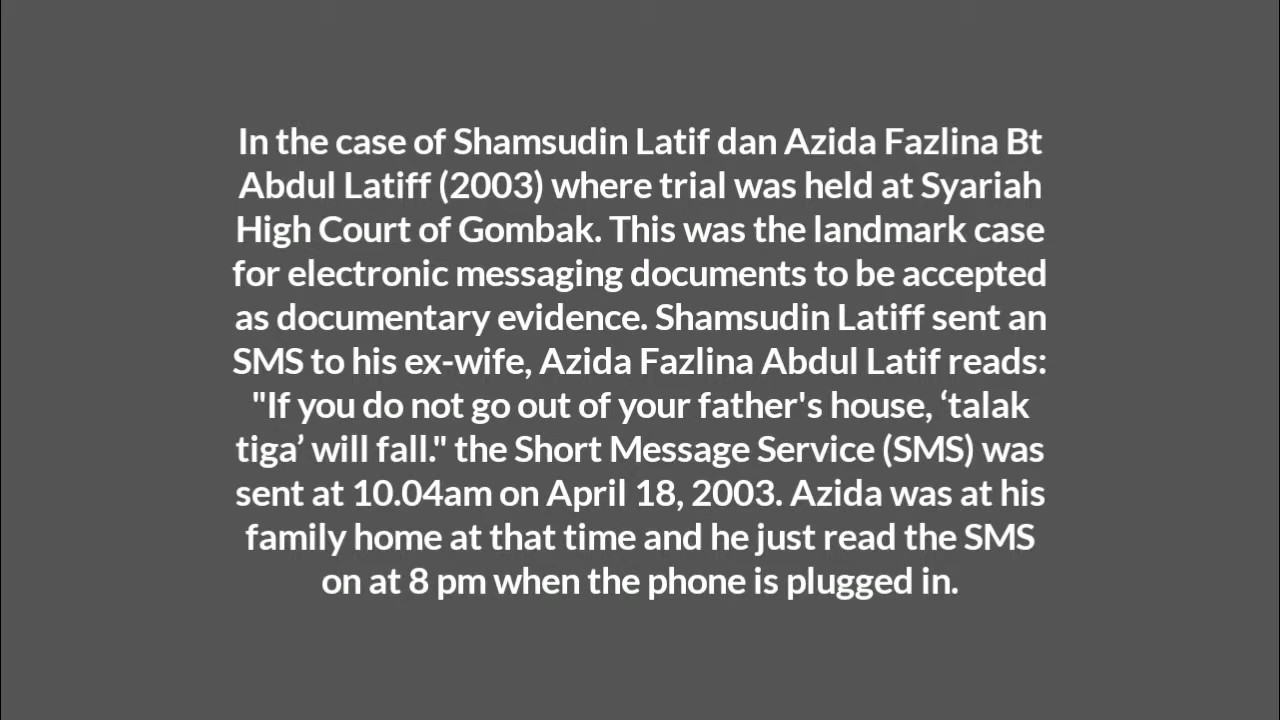 In the case of Shamsudin Latif dan Azida Fazlina Bt
Abdul Latiff (2003) where trial was held at Syariah
High Court of Gombak. This was the landmark case
for electronic messaging documents to be accepted
as documentary evidence. Shamsudin Latiff sent an
SMS to his ex-wife, Azida Fazlina Abdul Latif reads:
"If you do not go out of your father's house, ‘talak
tiga’ will fall." the Short Message Service (SMS) was
sent at 10.04am on April 18, 2003. Azida was at his
family home at that time and he just read the SMS
on at 8 pm when the phone is plugged in.